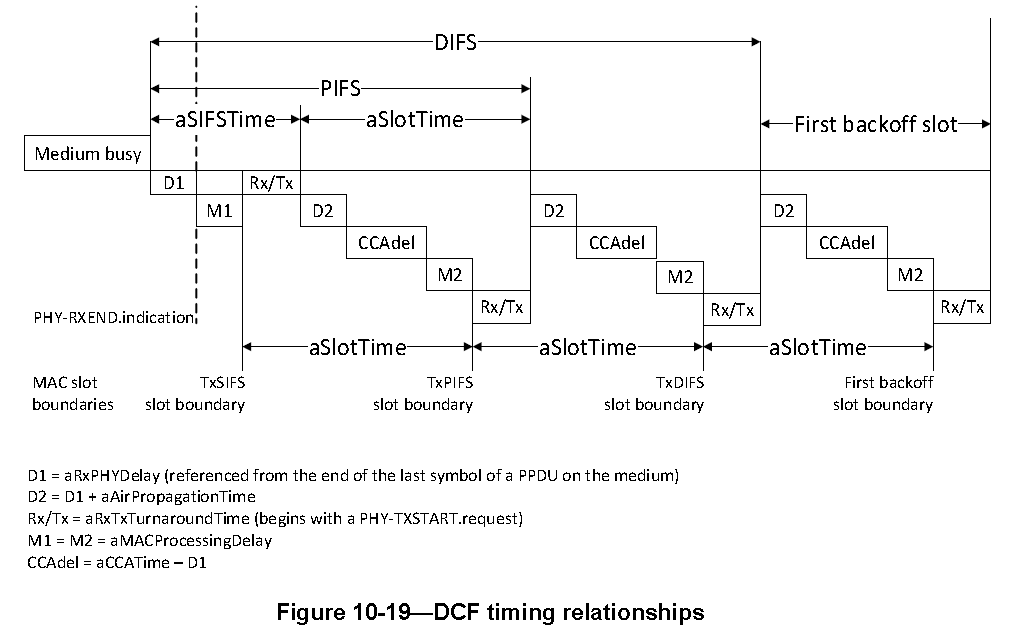 DIFS
PIFS
aSIFSTime
aSlotTime
First backoff slot
Medium busy
D1
Rx/Tx
M1
D2
D2
D2
CCAdel
CCAdel
CCAdel
M2
M2
M2
Rx/Tx
Rx/Tx
Rx/Tx
PHY-RXEND.indication
aSlotTime
aSlotTime
aSlotTime
MAC slot
boundaries
TxSIFS
slot boundary
TxPIFS
slot boundary
TxDIFS
slot boundary
First backoff
slot boundary
D1 = aRxPHYDelay (referenced from the end of the last symbol of a PPDU on the medium)
D2 = D1 + aAirPropagationTime
Rx/Tx = aRxTxTurnaroundTime (begins with a PHY-TXSTART.request)
M1 = M2 = aMACProcessingDelay
CCAdel = aCCATime – D1
Figure 10-19—DCF timing relationships